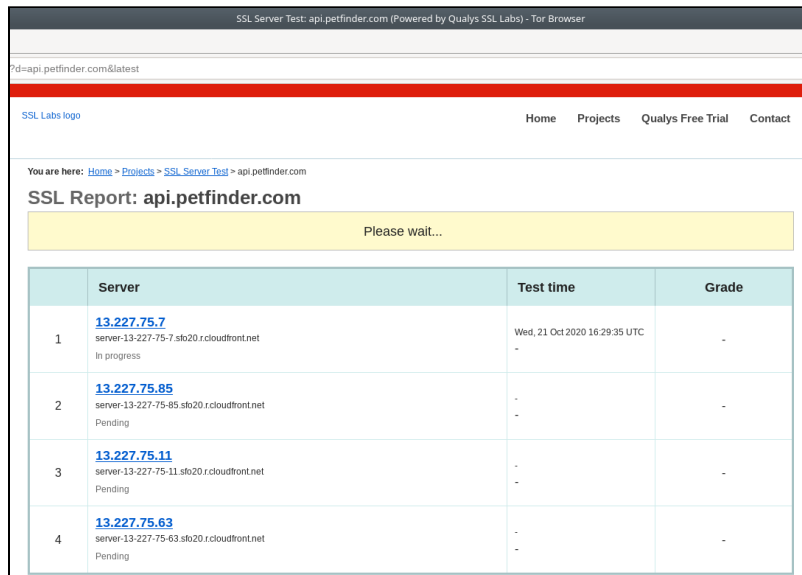 SSL Server Test: api.petfinder.com (Powered by Qualys SSL Labs) - Tor Browser
?d=api.petfinder.com&latest
SSL Labs logo
Home Projects Qualys Free Trial Contact
You are here: Home > Projects > SSL Server Test > api.petfinder.com
SSL Report: api.petfinder.com
Please wait...
Server Test time Grade
13.227.75.7
1 server-13-227-75-7.sfo20.r.cloudfront.net Wed, 21 Oct 2020 16:29:35 UTC
- -
In progress
13.227.75.85
2 server-13-227-75-85.sfo20.r.cloudfront.net - -
-
Pending
13.227.75.11
3 server-13-227-75-11.sfo20.r.cloudfront.net - -
-
Pending
13.227.75.63
4 server-13-227-75-63.sfo20.r.cloudfront.net - -
-
Pending